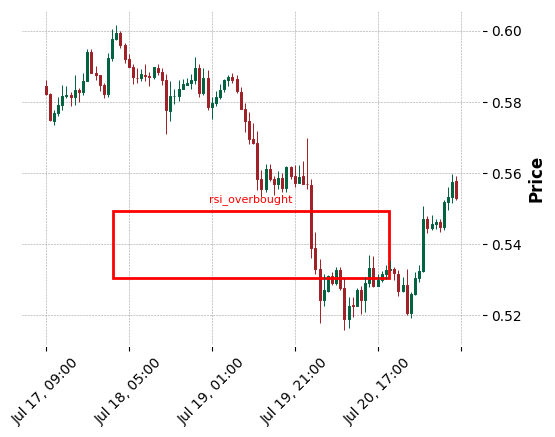 0.60
0.58
0.56
0.54
0.52
Price
rsi_overbought
Jul 17, 09:00
Jul 18, 05:00
Jul 19, 01:00
Jul 19, 21:00
Jul 20, 17:00